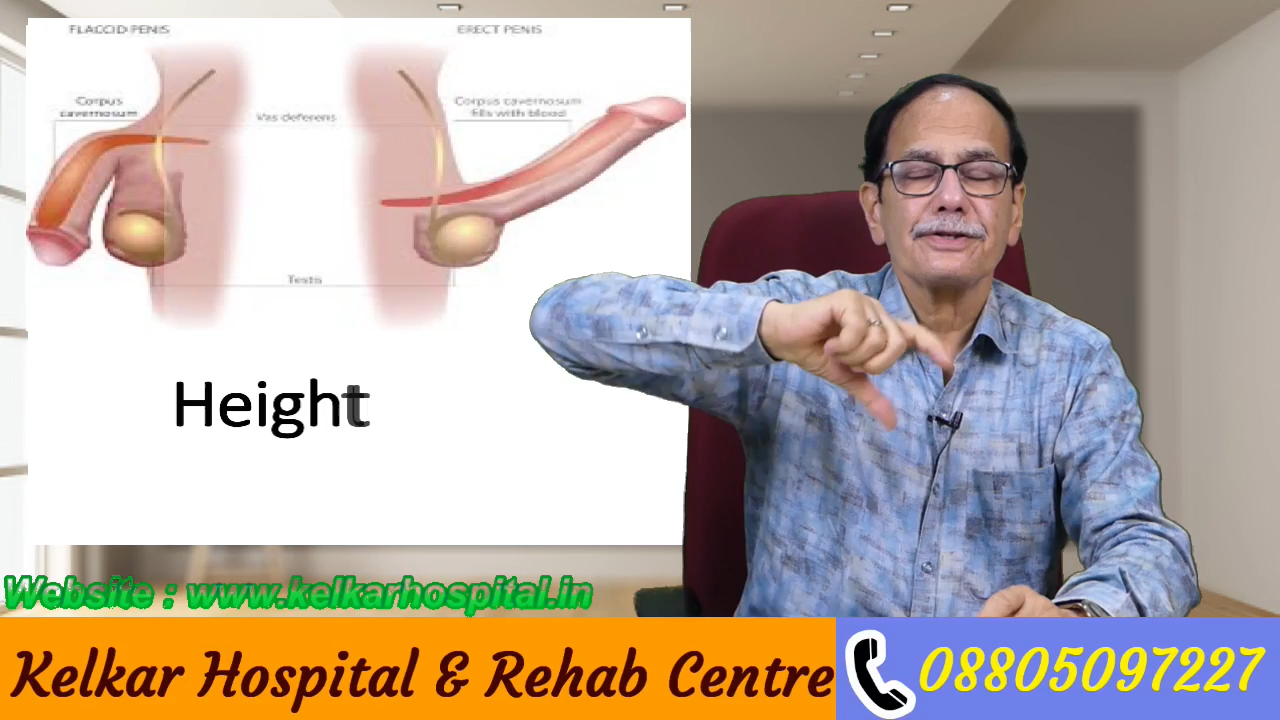 FLACCID PENIS
ERECT PENIS
Corpus
cavernosum
Vas deferens
Corpus cavernosum
fills with blood
Testis
Height
Website : www.kelkarhospital.in
Kelkar Hospital & Rehab Centre
08805097227